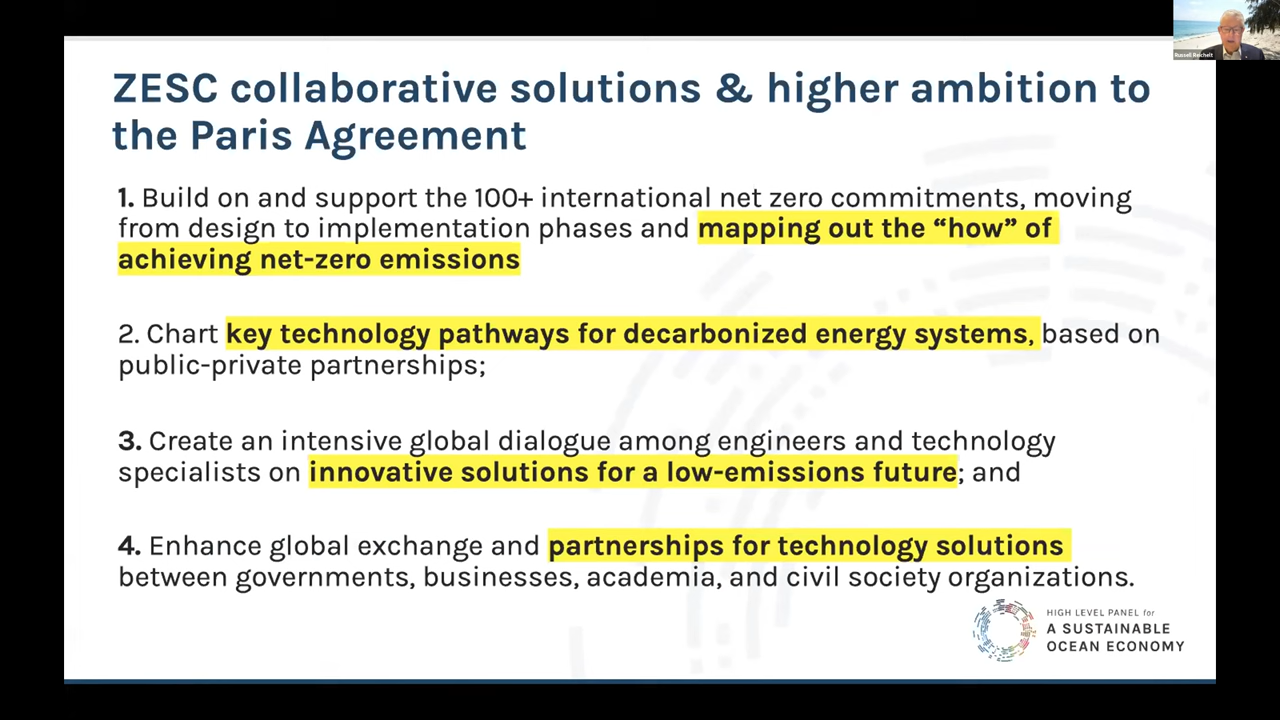 Russell Reichelt
ZESC collaborative solutions & higher ambition to
the Paris Agreement
1. Build on and support the 100+ international net zero commitments, moving
from design to implementation phases and mapping out the “how” of
achieving net-zero emissions
2. Chart key technology pathways for decarbonized energy systems, based on
public-private partnerships;
3. Create an intensive global dialogue among engineers and technology
specialists on innovative solutions for a low-emissions future; and
4. Enhance global exchange and partnerships for technology solutions
between governments, businesses, academia, and civil society organizations.
HIGH LEVEL PANEL for
A SUSTAINABLE
OCEAN ECONOMY